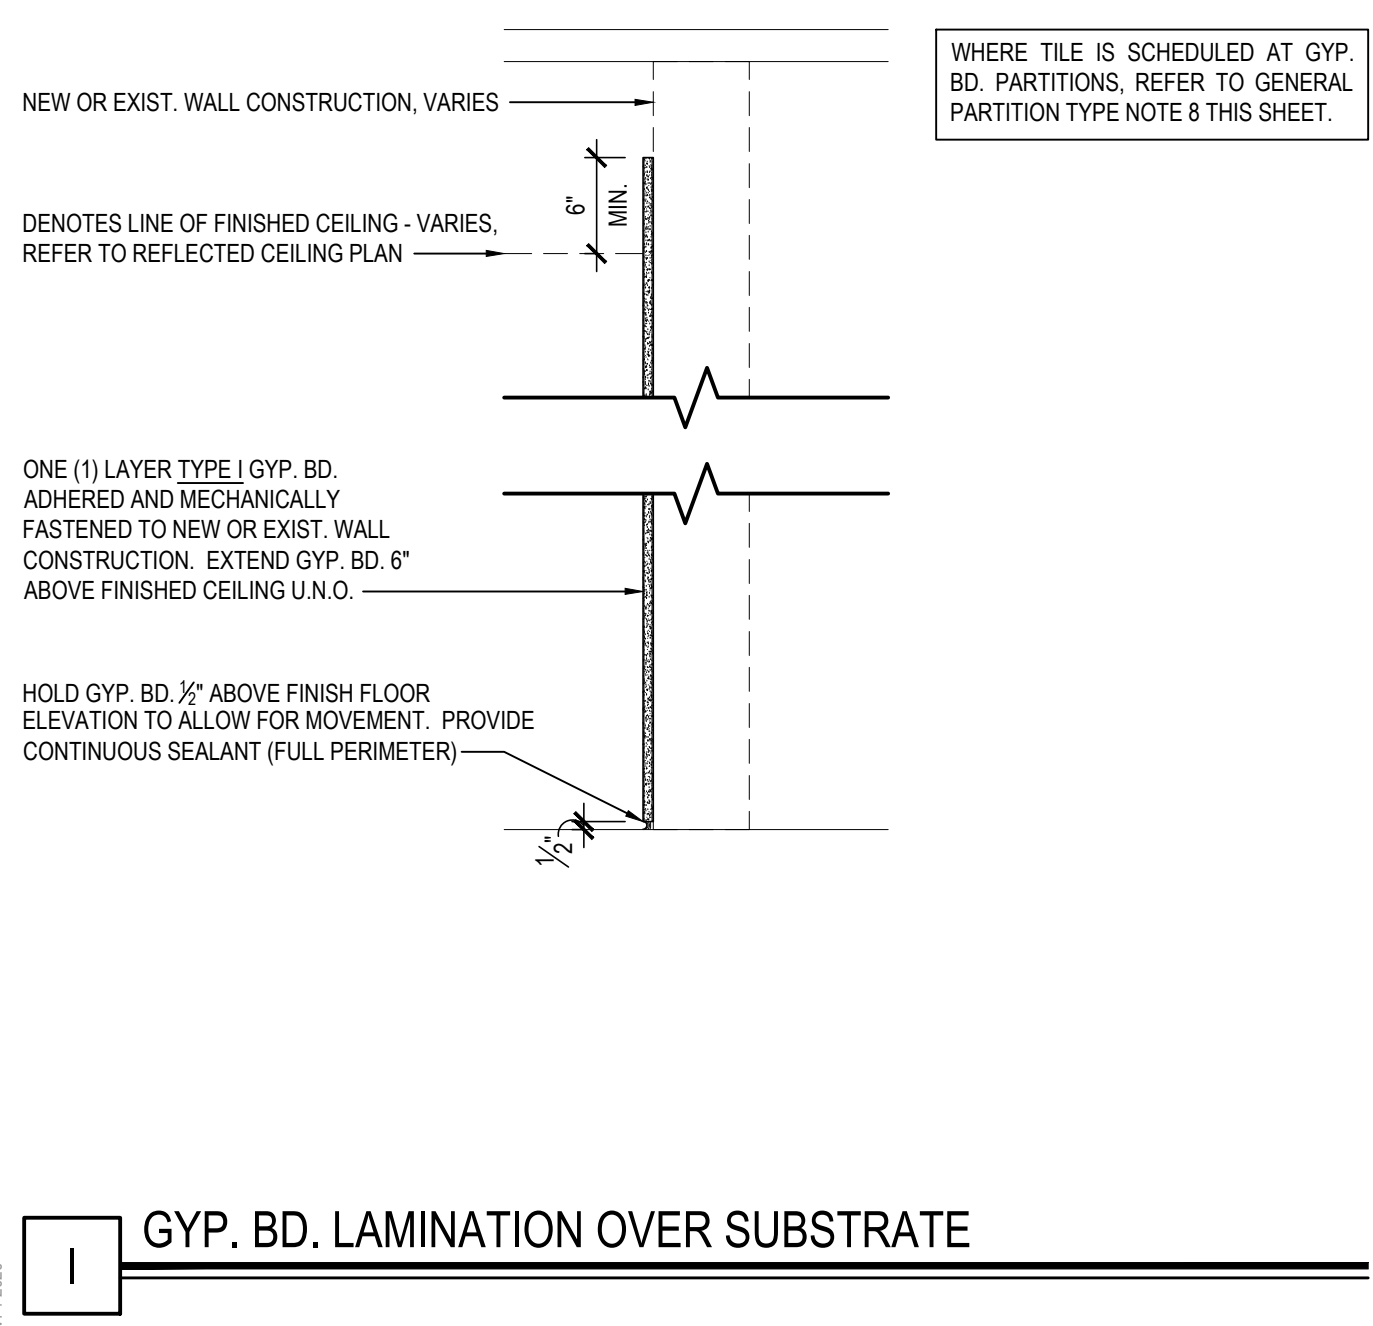 WHERE TILE IS SCHEDULED AT GYP.
BD. PARTITIONS, REFER TO GENERAL
PARTITION TYPE NOTE 8 THIS SHEET.
NEW OR EXIST. WALL CONSTRUCTION, VARIES
6"
MIN.
DENOTES LINE OF FINISHED CEILING - VARIES,
REFER TO REFLECTED CEILING PLAN
ONE (1) LAYER TYPE I GYP. BD.
ADHERED AND MECHANICALLY
FASTENED TO NEW OR EXIST. WALL
CONSTRUCTION. EXTEND GYP. BD. 6"
ABOVE FINISHED CEILING U.N.O.
HOLD GYP. BD. ½" ABOVE FINISH FLOOR
ELEVATION TO ALLOW FOR MOVEMENT. PROVIDE
CONTINUOUS SEALANT (FULL PERIMETER)
½"
I
GYP. BD. LAMINATION OVER SUBSTRATE